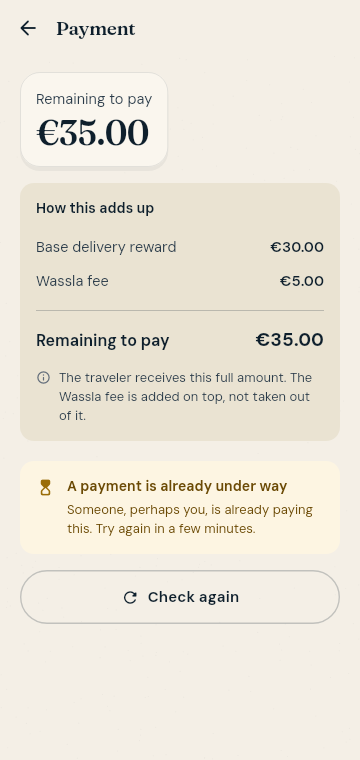 Payment
Remaining to pay
€35.00
How this adds up
Base delivery reward €30.00
Wassla fee €5.00
Remaining to pay €35.00
The traveler receives this full amount. The
Wassla fee is added on top, not taken out
of it.
A payment is already under way
Someone, perhaps you, is already paying
this. Try again in a few minutes.
Check again